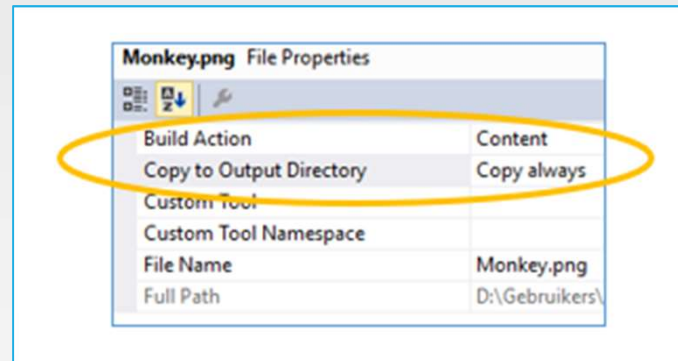 Monkey.png File Properties
Build Action Content
Copy to Output Directory Copy always
Custom Tool
Custom Tool Namespace
File Name Monkey.png
Full Path D:\Gebruikers\